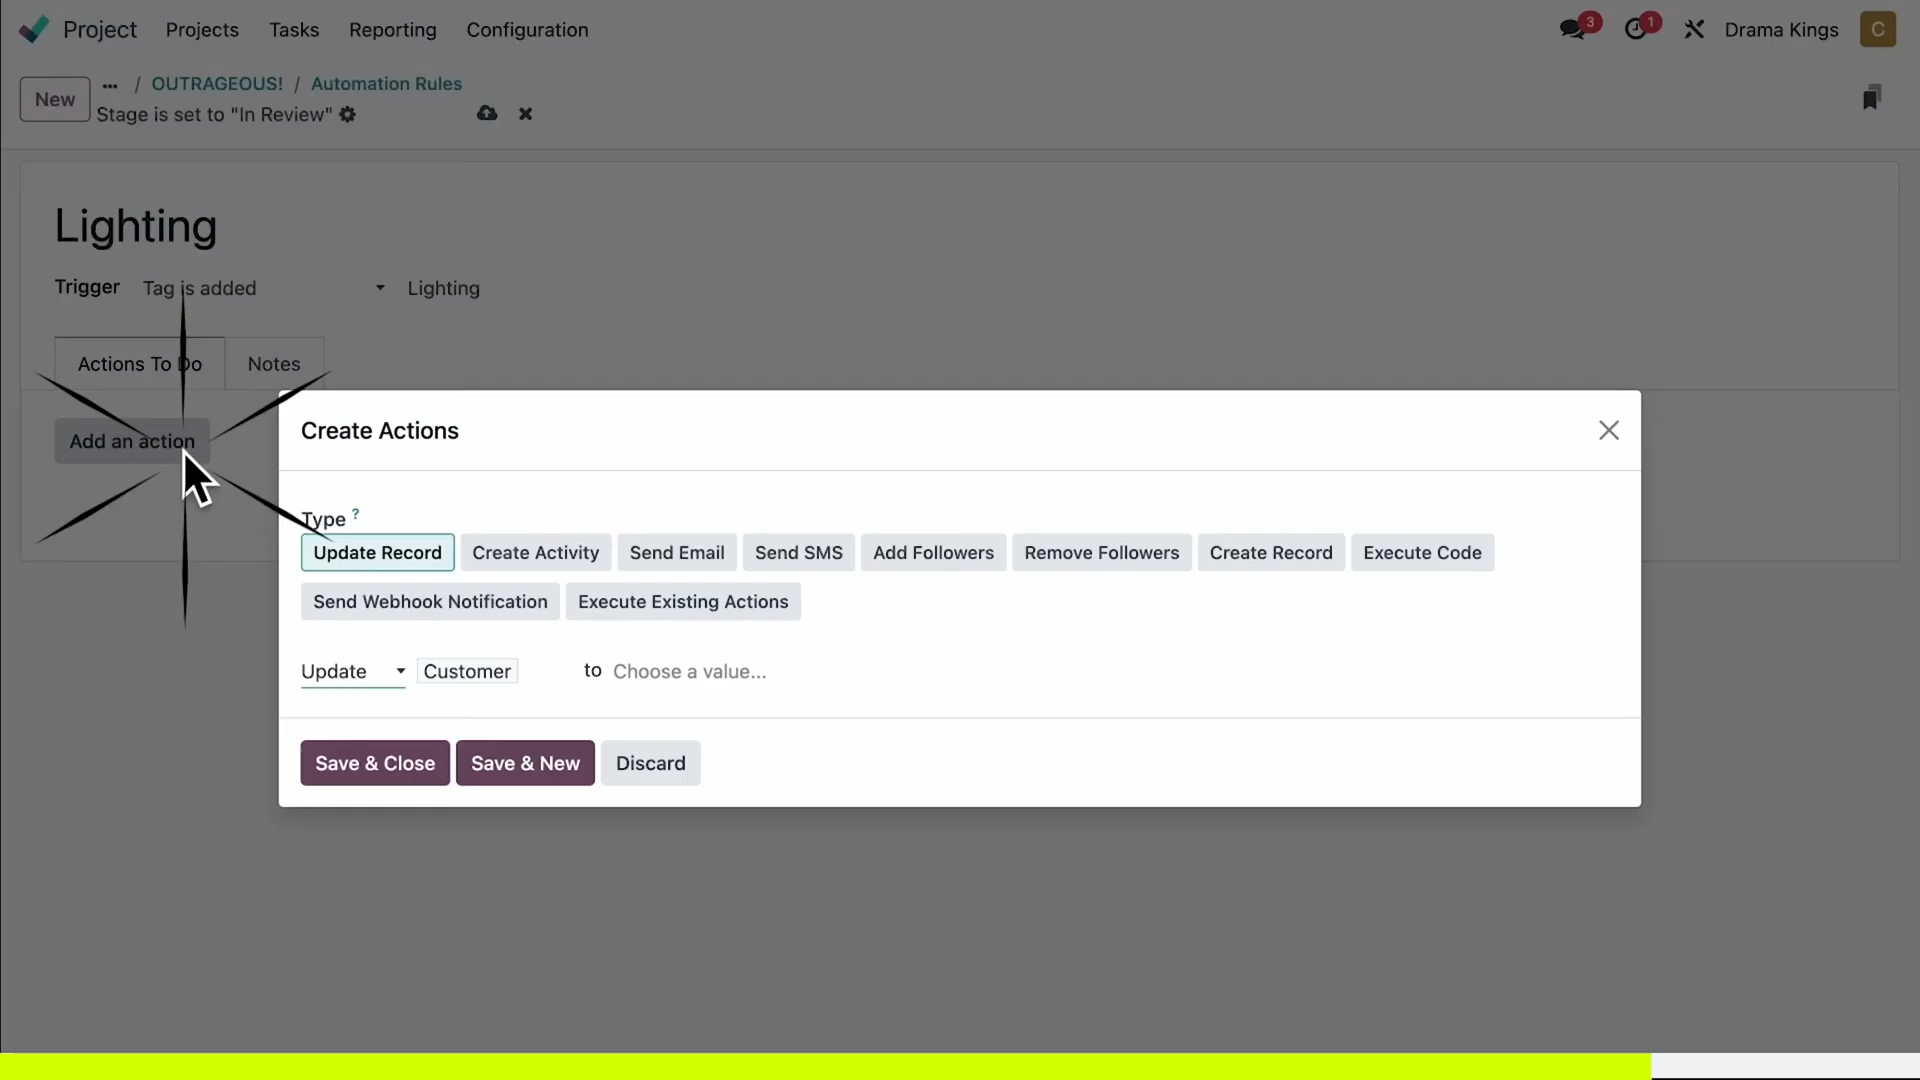 Project Projects Tasks Reporting Configuration 3 1 Drama Kings C
New ... / OUTRAGEOUS! / Automation Rules
Stage is set to "In Review"
Lighting
Trigger Tag is added Lighting
Actions To Do Notes
Add an action
Create Actions
Type ?
Update Record Create Activity Send Email Send SMS Add Followers Remove Followers Create Record Execute Code
Send Webhook Notification Execute Existing Actions
Update Customer to Choose a value...
Save & Close Save & New Discard